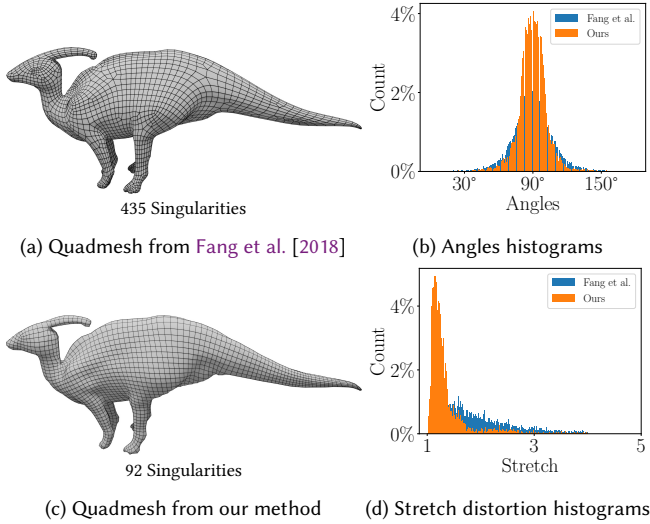 435 Singularities
(a) Quadmesh from Fang et al. [2018]
4%
2%
0%
Count
30°
90°
150°
Angles
Fang et al.
Ours
(b) Angles histograms
92 Singularities
(c) Quadmesh from our method
4%
2%
0%
Count
1
3
5
Stretch
Fang et al.
Ours
(d) Stretch distortion histograms